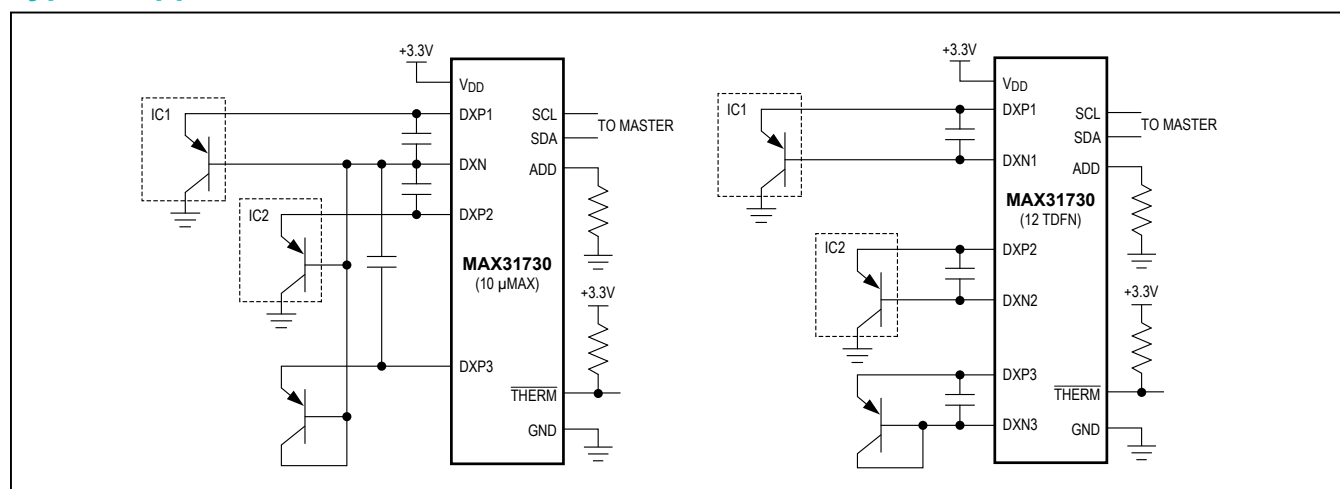 +3.3V
VDD
IC1
DXP1
SCL
TO MASTER
SDA
DXN
ADD
IC2
DXP2
MAX31730
(10 µMAX)
+3.3V
DXP3
THERM
GND
+3.3V
VDD
IC1
DXP1
SCL
TO MASTER
SDA
DXN1
ADD
MAX31730
(12 TDFN)
IC2
DXP2
DXN2
+3.3V
DXP3
THERM
DXN3
GND